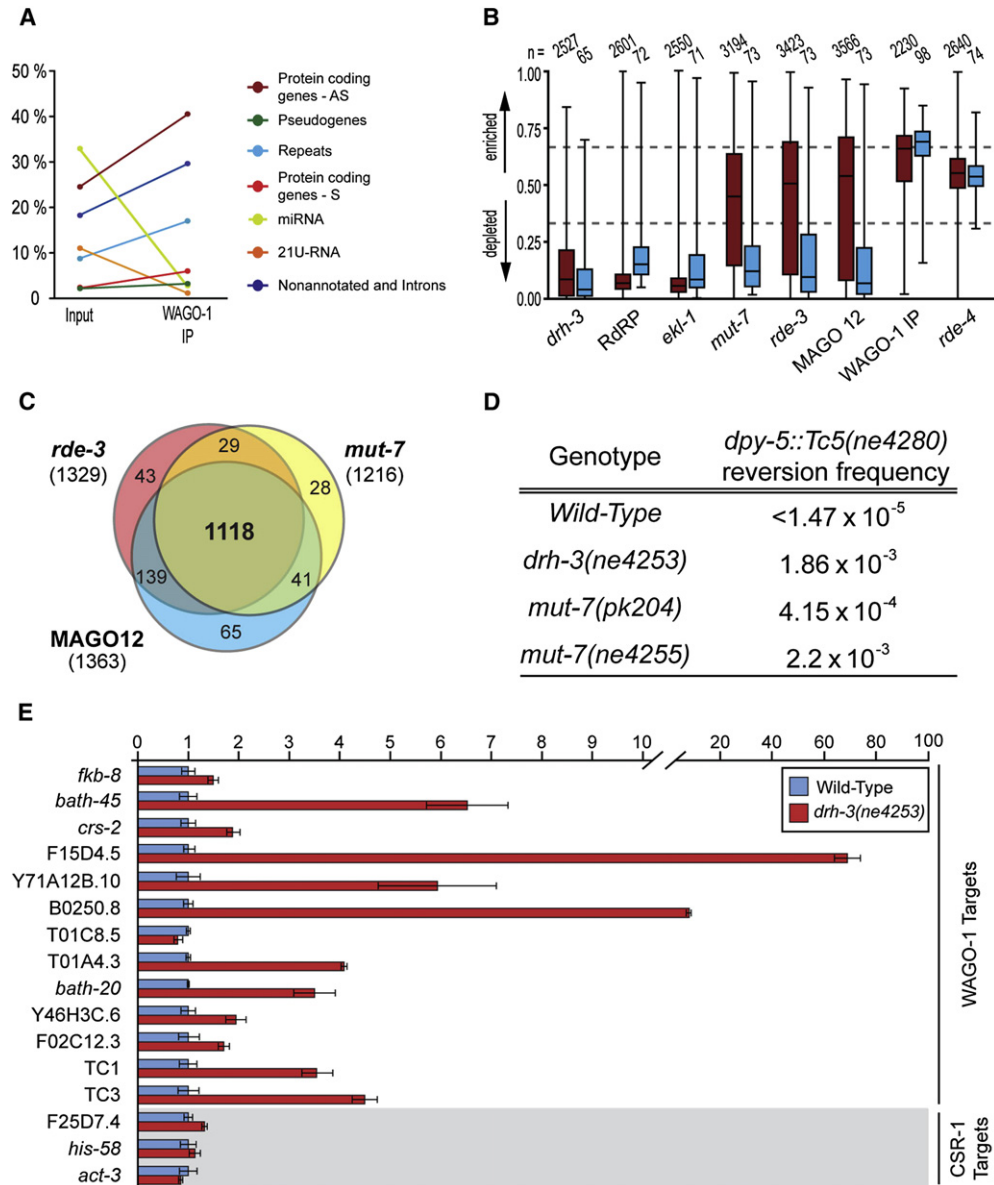 A
50 %
40 %
30 %
20 %
10 %
0
Input
WAGO-1
IP
Protein coding
genes - AS
Pseudogenes
Repeats
Protein coding
genes - S
miRNA
21U-RNA
Nonannotated and Introns
B
n = 2527 65 2601 72 2550 71 3194 73 3423 73 3566 73 2230 98 2640 74
enriched
depleted
1.00
0.75
0.50
0.25
0.00
drh-3
RdRP
ekl-1
mut-7
rde-3
MAGO 12
WAGO-1 IP
rde-4
C
rde-3
(1329)
mut-7
(1216)
MAGO12
(1363)
43
29
28
1118
139
41
65
D
Genotype
dpy-5::Tc5(ne4280)
reversion frequency
Wild-Type <1.47 x 10-5
drh-3(ne4253) 1.86 x 10-3
mut-7(pk204) 4.15 x 10-4
mut-7(ne4255) 2.2 x 10-3
E
0 1 2 3 4 5 6 7 8 9 10 20 40 60 80 100
Wild-Type
drh-3(ne4253)
fkb-8
bath-45
crs-2
F15D4.5
Y71A12B.10
B0250.8
T01C8.5
T01A4.3
bath-20
Y46H3C.6
F02C12.3
TC1
TC3
F25D7.4
his-58
act-3
WAGO-1 Targets
CSR-1
Targets